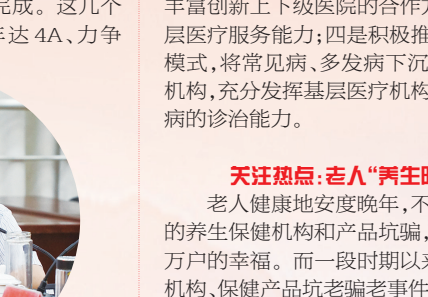 完成。这几个
达 4A、力争
丰富创新上下级医院的合作
层医疗服务能力;四是积极推
模式,将常见病、多发病下沉
机构,充分发挥基层医疗机构
病的诊治能力。
关注热点:老人“养生
老人健康地安度晚年,不
的养生保健机构和产品坑骗,
万户的幸福。而一段时期以来
机构、保健产品坑老骗老事件